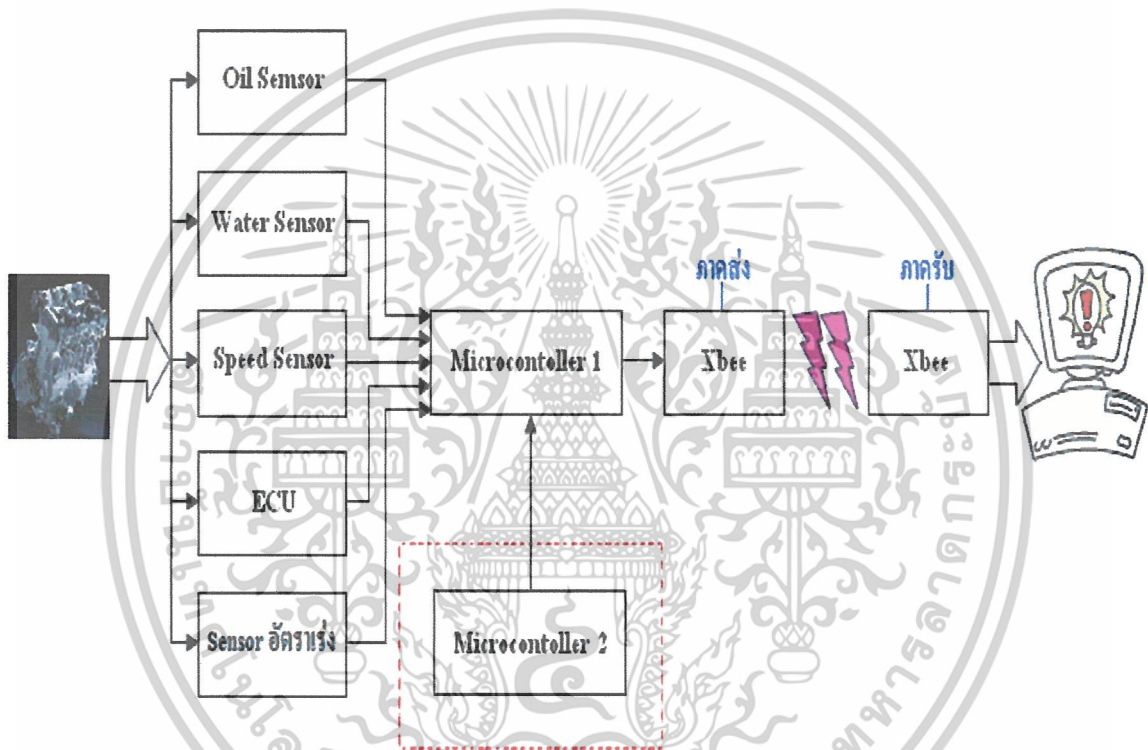 Oil Semsor
Water Sensor
Speed Sensor
ECU
Sensor อัตราเร่ง
Microcontoller 1
Microcontoller 2
ภาคส่ง
Xbee
ภาครับ
Xbee